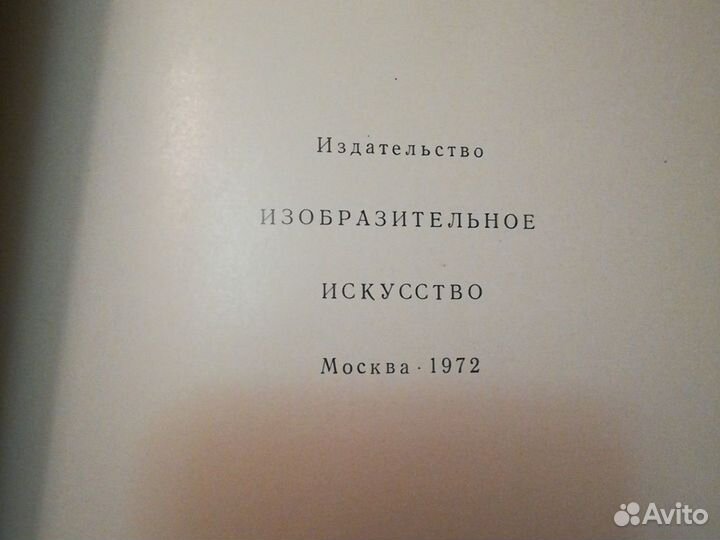 Издательство
ИЗОБРАЗИТЕЛЬНОЕ
ИСКУССТВО
Москва · 1972
Avito